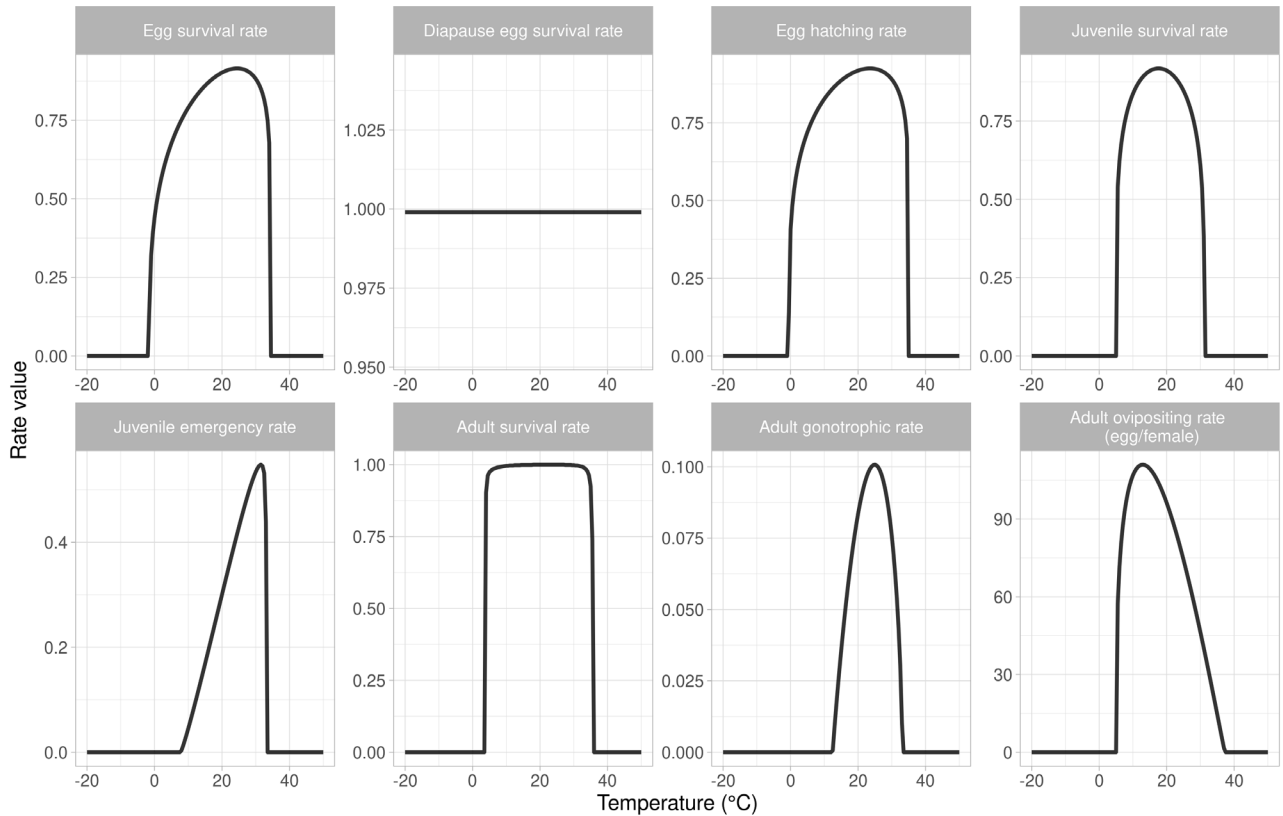 Egg survival rate
Diapause egg survival rate
Egg hatching rate
Juvenile survival rate
0.75
0.50
0.25
0.00
1.025
1.000
0.975
0.950
0.75
0.50
0.25
0.00
0.75
0.50
0.25
0.00
-20 0 20 40
-20 0 20 40
-20 0 20 40
-20 0 20 40
Rate value
Juvenile emergency rate
Adult survival rate
Adult gonotrophic rate
Adult ovipositing rate
(egg/female)
0.4
0.2
0.0
1.00
0.75
0.50
0.25
0.00
0.100
0.075
0.050
0.025
0.000
90
60
30
0
-20 0 20 40
-20 0 20 40
-20 0 20 40
-20 0 20 40
Temperature (°C)